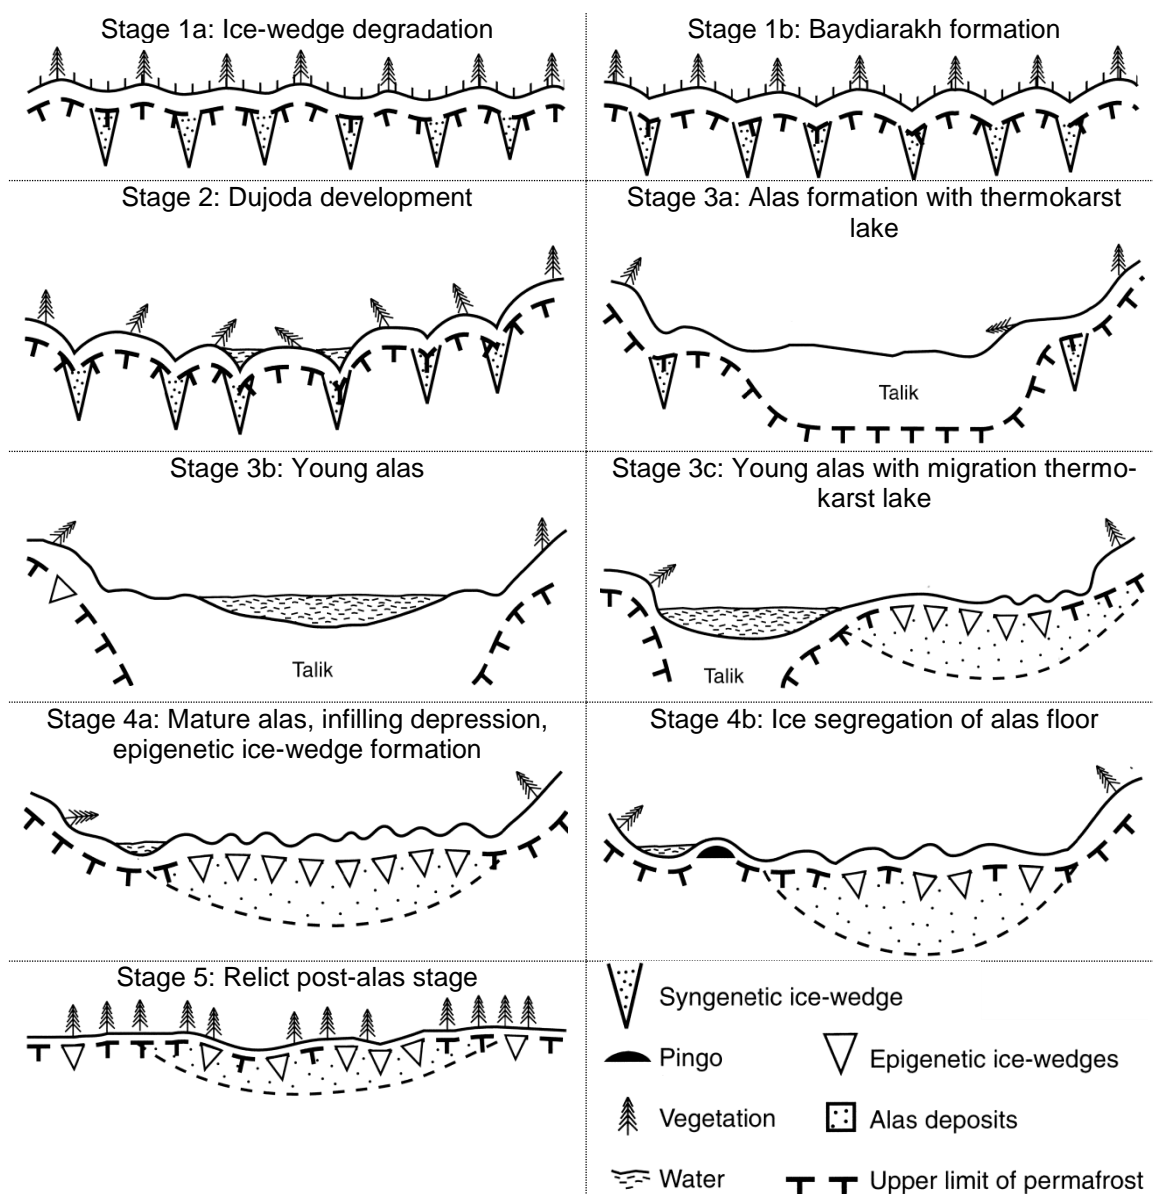 Stage 1a: Ice-wedge degradation
Stage 1b: Baydiarakh formation
Stage 2: Dujoda development
Stage 3a: Alas formation with thermokarst
lake
Talik
Stage 3b: Young alas
Talik
Stage 3c: Young alas with migration thermo-
karst lake
Talik
Stage 4a: Mature alas, infilling depression,
epigenetic ice-wedge formation
Stage 4b: Ice segregation of alas floor
Stage 5: Relict post-alas stage
Syngenetic ice-wedge
Pingo
Epigenetic ice-wedges
Vegetation
Alas deposits
Water
Upper limit of permafrost